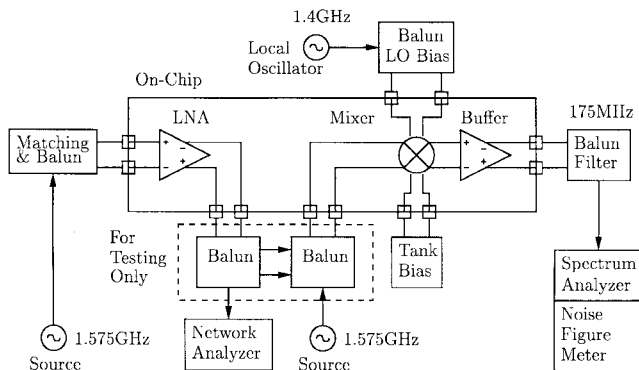 1.4GHz
Local
Oscillator
Balun
LO Bias
On-Chip
LNA
Mixer
Buffer
175MHz
Matching
& Balun
+
−
−
+
+
−
−
+
Balun
Filter
For
Testing
Only
Balun
Balun
Tank
Bias
Spectrum
Analyzer
Noise
Figure
Meter
1.575GHz
Source
Network
Analyzer
1.575GHz
Source